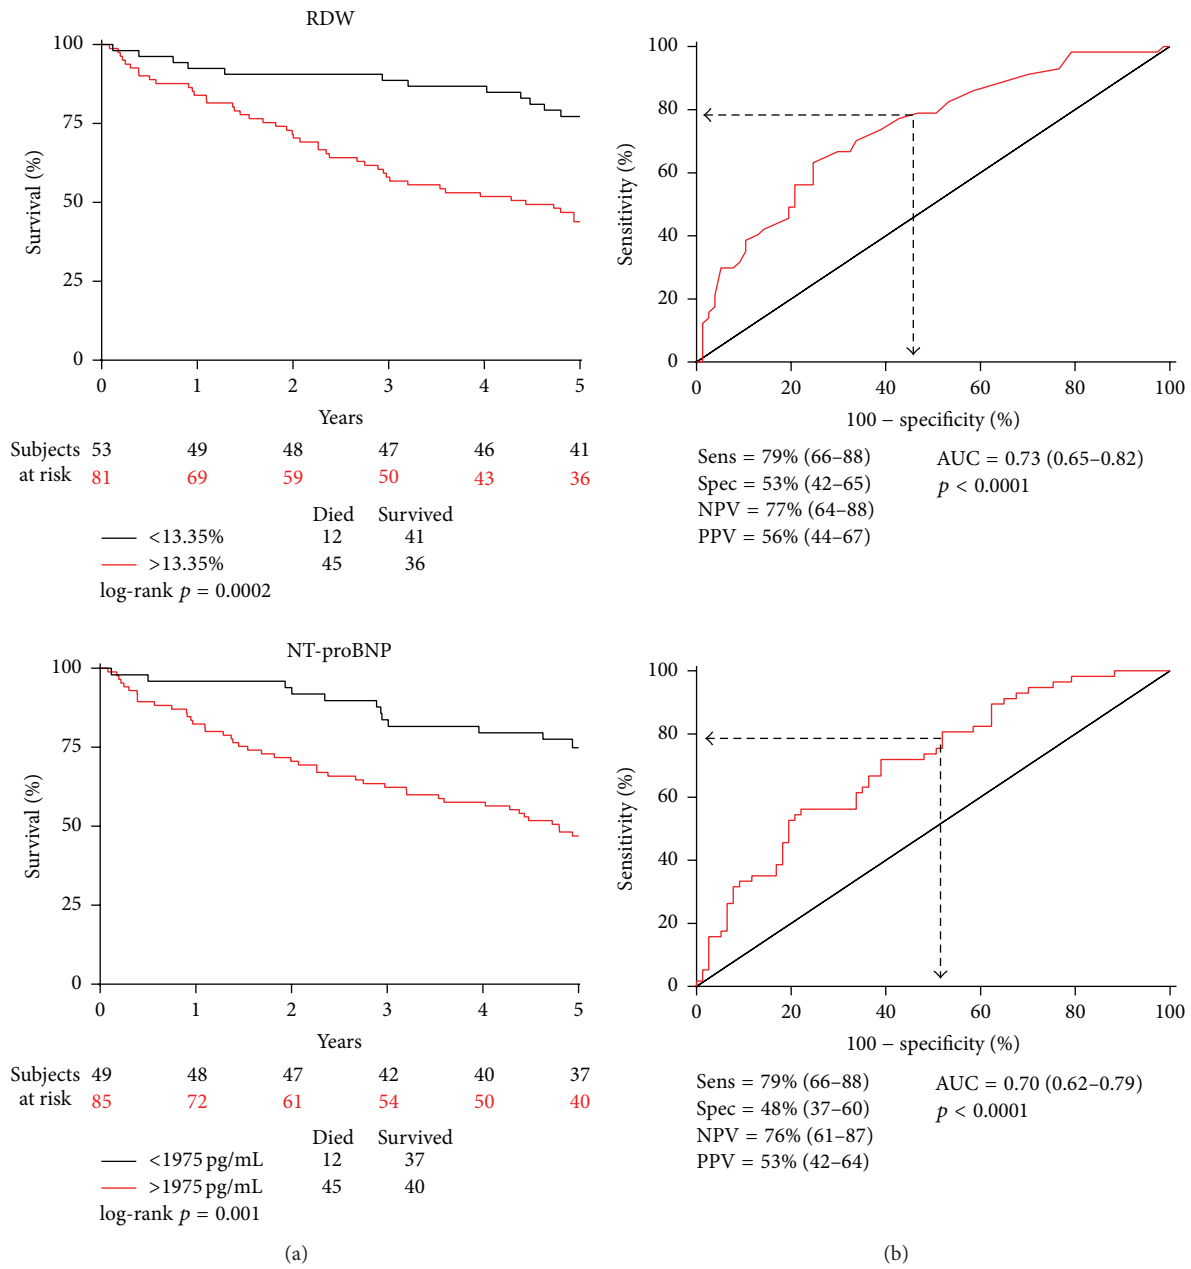 RDW
100
75
50
25
0
Survival (%)
0 1 2 3 4 5
Years
Subjects 53 49 48 47 46 41
at risk 81 69 59 50 43 36
Died Survived
<13.35% 12 41
>13.35% 45 36
log-rank p = 0.0002
100
80
60
40
20
0
Sensitivity (%)
0 20 40 60 80 100
100 − specificity (%)
Sens = 79% (66–88)
Spec = 53% (42–65)
NPV = 77% (64–88)
PPV = 56% (44–67)
AUC = 0.73 (0.65–0.82)
p < 0.0001
NT-proBNP
100
75
50
25
0
Survival (%)
0 1 2 3 4 5
Years
Subjects 49 48 47 42 40 37
at risk 85 72 61 54 50 40
Died Survived
<1975 pg/mL 12 37
>1975 pg/mL 45 40
log-rank p = 0.001
(a)
100
80
60
40
20
0
Sensitivity (%)
0 20 40 60 80 100
100 − specificity (%)
Sens = 79% (66–88)
Spec = 48% (37–60)
NPV = 76% (61–87)
PPV = 53% (42–64)
AUC = 0.70 (0.62–0.79)
p < 0.0001
(b)